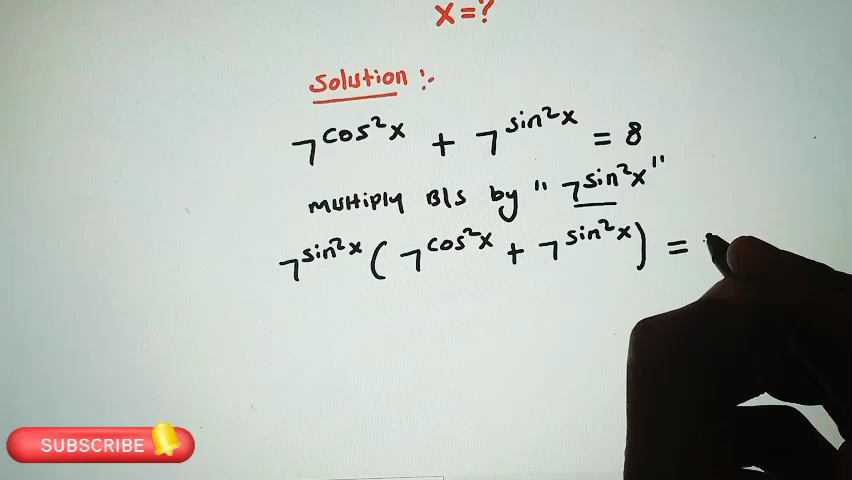 x=?
Solution :-
7^cos²x + 7^sin²x = 8
Multiply B/S by "7^sin²x"
7^sin²x (7^cos²x + 7^sin²x) =
SUBSCRIBE